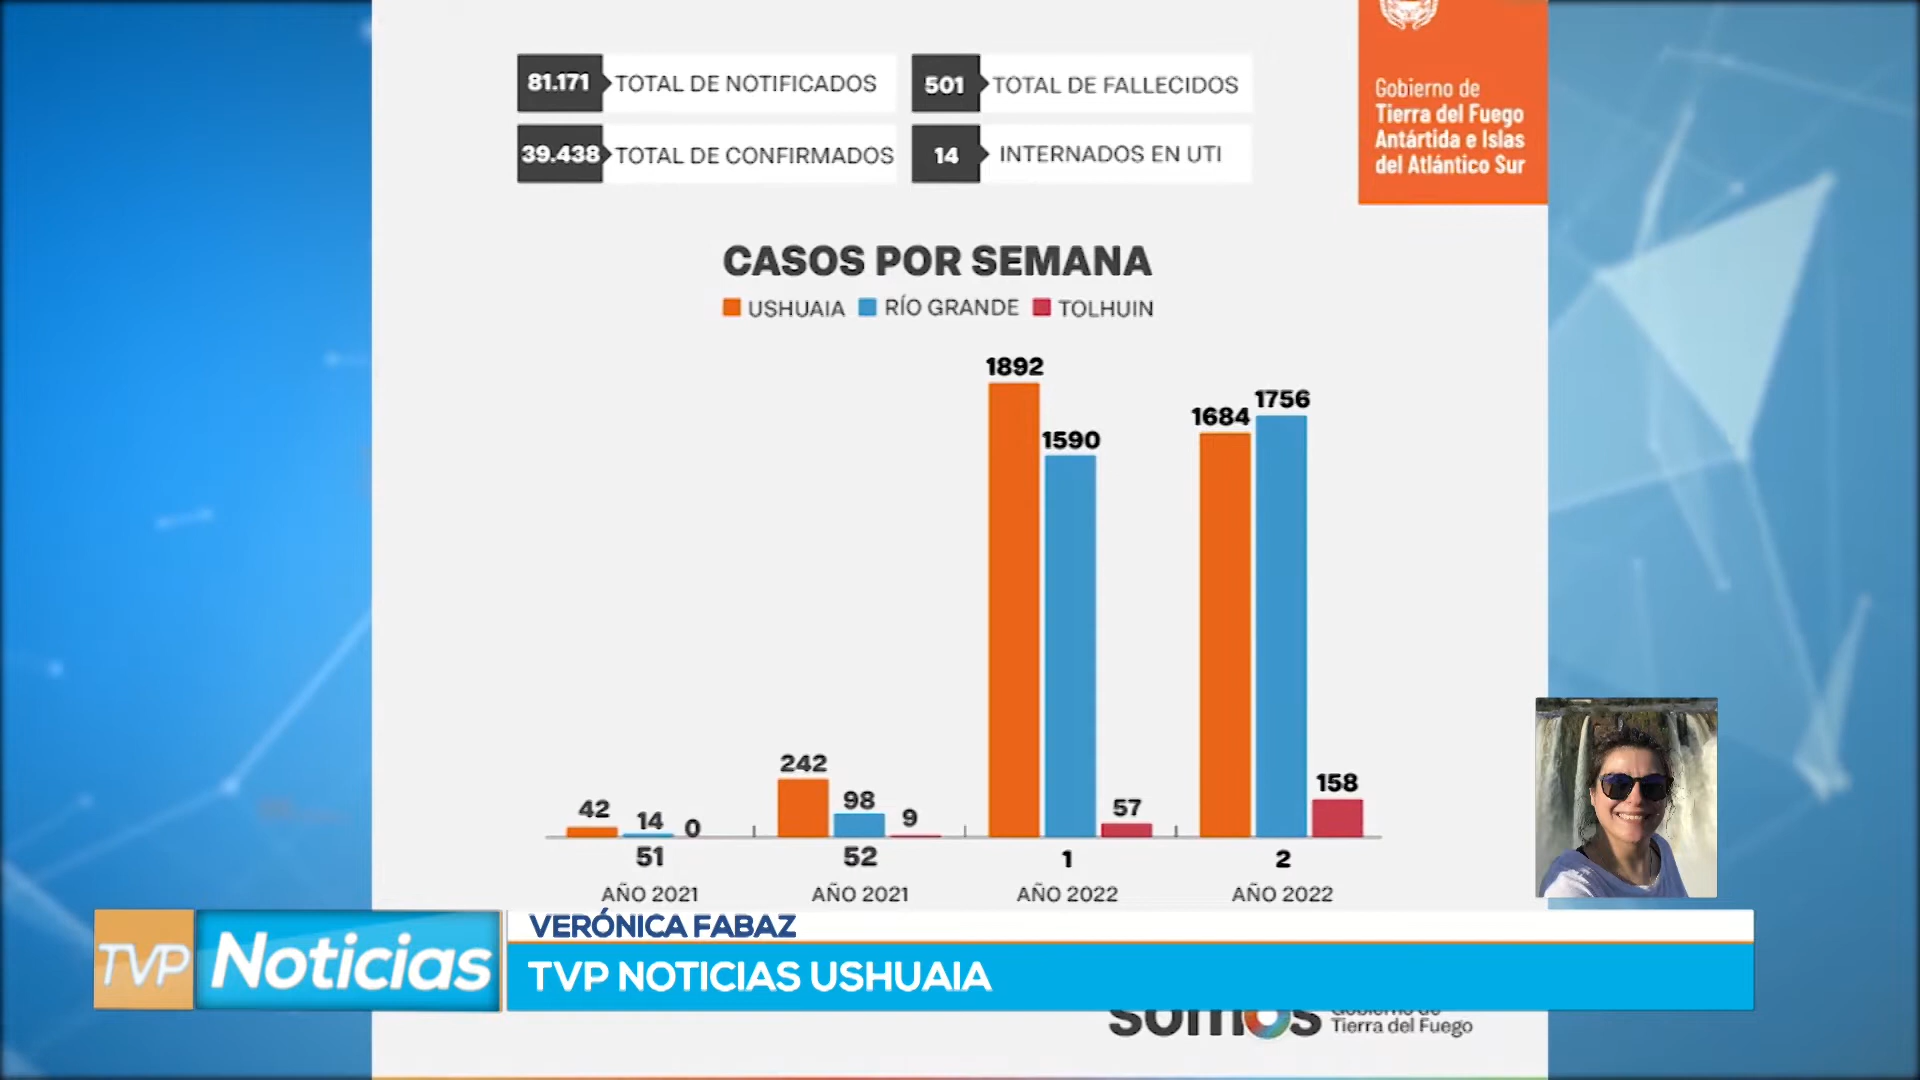 81.171 TOTAL DE NOTIFICADOS
501 TOTAL DE FALLECIDOS
39.438 TOTAL DE CONFIRMADOS
14 INTERNADOS EN UTI
Gobierno de
Tierra del Fuego
Antártida e Islas
del Atlántico Sur
CASOS POR SEMANA
USHUAIA RÍO GRANDE TOLHUIN
42 14 0
242 98 9
1892 1590 57
1684 1756 158
51 52 1 2
AÑO 2021 AÑO 2021 AÑO 2022 AÑO 2022
VERÓNICA FABAZ
TVP Noticias
TVP NOTICIAS USHUAIA
somos
Gobierno de
Tierra del Fuego